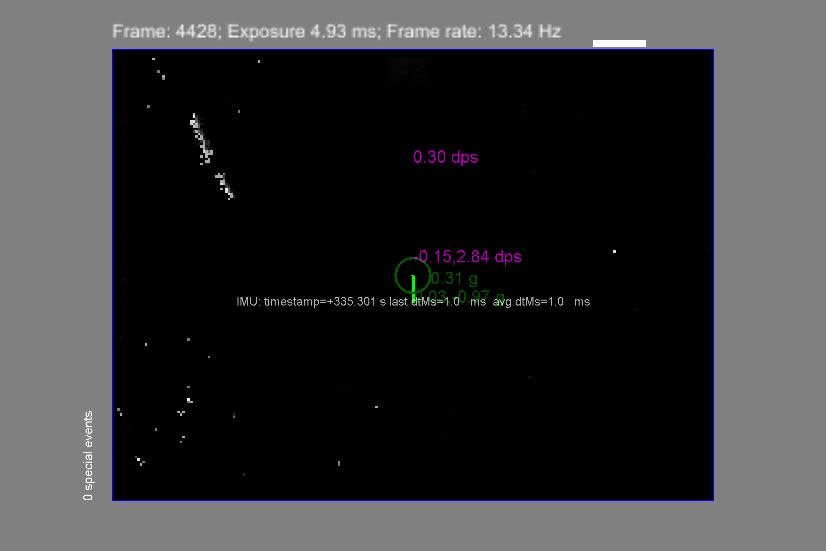 Frame: 4428; Exposure 4.93 ms; Frame rate: 13.34 Hz
0.30 dps
-0.15,2.84 dps
0.31 g
IMU: timestamp=+335.301 s last dtMs=1.0 ms avg dtMs=1.0 ms
0 special events